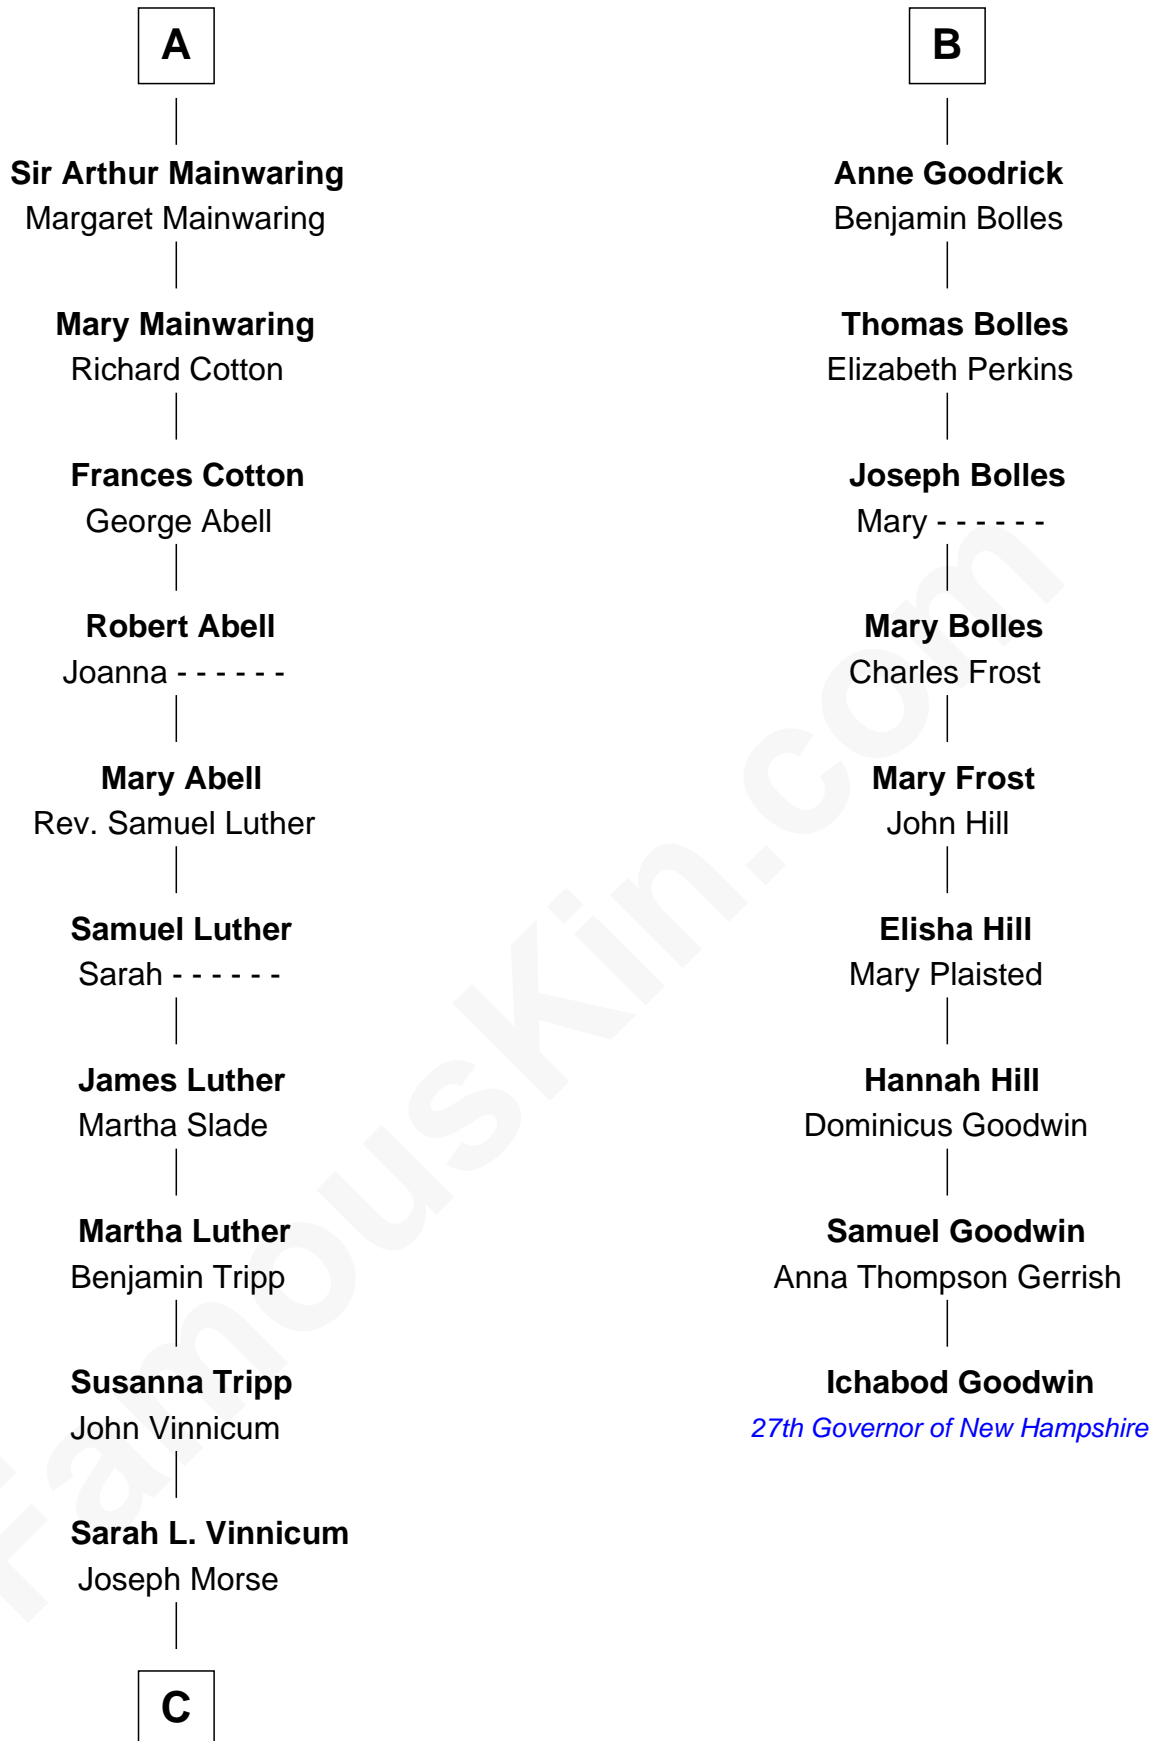 A
Sir Arthur Mainwaring
Margaret Mainwaring
Mary Mainwaring
Richard Cotton
Frances Cotton
George Abell
Robert Abell
Joanna - - - - - -
Mary Abell
Rev. Samuel Luther
Samuel Luther
Sarah - - - - - -
James Luther
Martha Slade
Martha Luther
Benjamin Tripp
Susanna Tripp
John Vinnicum
Sarah L. Vinnicum
Joseph Morse
C
B
Anne Goodrick
Benjamin Bolles
Thomas Bolles
Elizabeth Perkins
Joseph Bolles
Mary - - - - - -
Mary Bolles
Charles Frost
Mary Frost
John Hill
Elisha Hill
Mary Plaisted
Hannah Hill
Dominicus Goodwin
Samuel Goodwin
Anna Thompson Gerrish
Ichabod Goodwin
27th Governor of New Hampshire
FamousKin.com